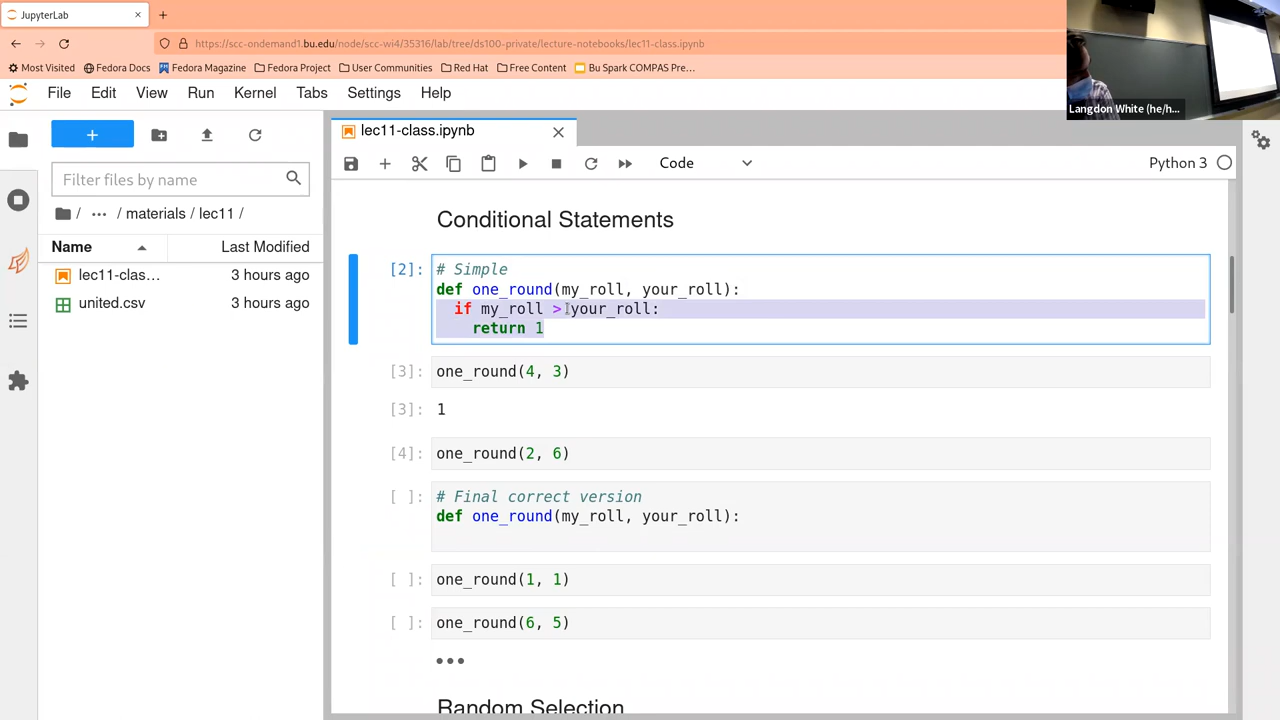 JupyterLab
https://scc-ondemand1.bu.edu/node/scc-wi4/35316/lab/tree/ds100-private/lecture-notebooks/lec11-class.ipynb
Most Visited Fedora Docs Fedora Magazine Fedora Project User Communities Red Hat Free Content Bu Spark COMPAS Pre…
Langdon White (he/h...
File Edit View Run Kernel Tabs Settings Help
lec11-class.ipynb
Code
Python 3
Filter files by name
/ ··· / materials / lec11 /
Name Last Modified
lec11-clas… 3 hours ago
united.csv 3 hours ago
Conditional Statements
[2]: # Simple
def one_round(my_roll, your_roll):
if my_roll > your_roll:
return 1
[3]: one_round(4, 3)
[3]: 1
[4]: one_round(2, 6)
[ ]: # Final correct version
def one_round(my_roll, your_roll):
[ ]: one_round(1, 1)
[ ]: one_round(6, 5)
Random Selection